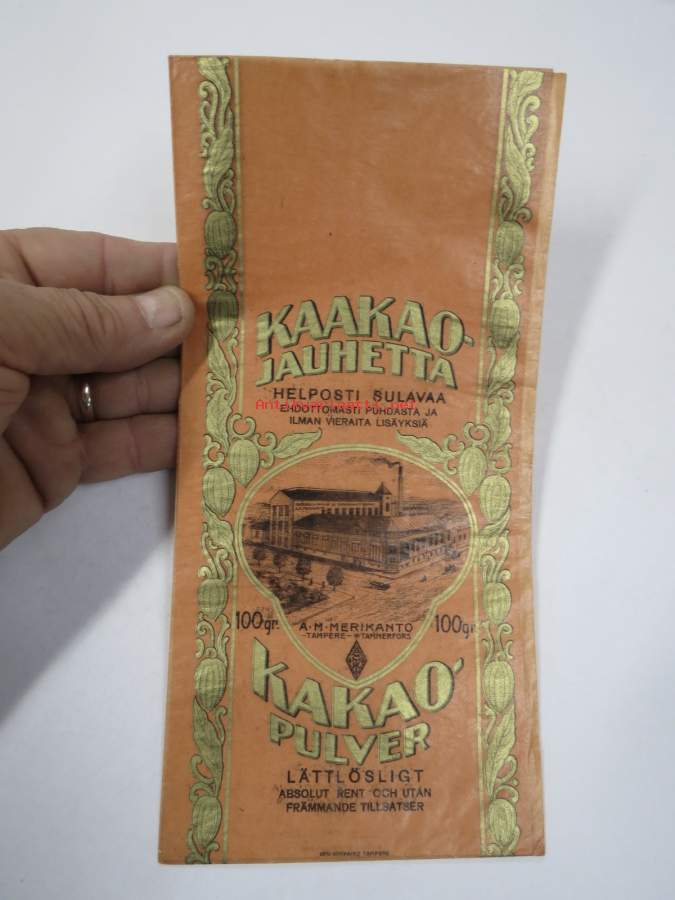 KAAKAO-
JAUHETTA
HELPOSTI SULAVAA
EHDOTTOMASTI PUHDASTA JA
ILMAN VIERAITA LISÄYKSIÄ
100gr. A·M·MERIKANTO 100gr.
TAMPERE - TAMMERFORS
KAKAO-
PULVER
LÄTTLÖSLIGT
ABSOLUT RENT OCH UTAN
FRÄMMANDE TILLSATSER
TAMPERE